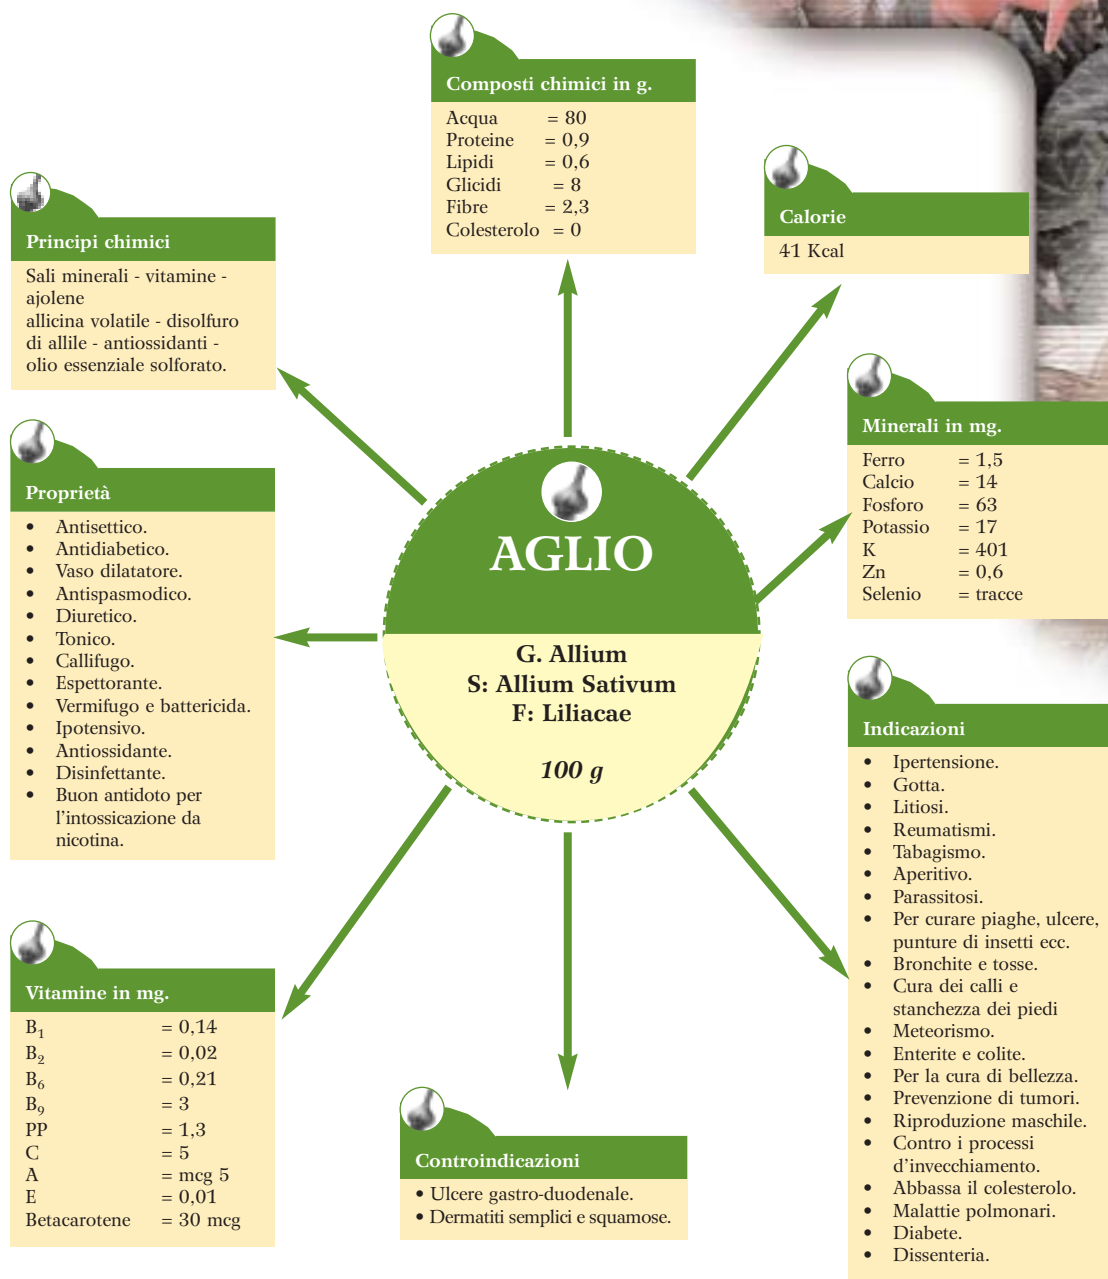 Composti chimici in g.
Acqua = 80
Proteine = 0,9
Lipidi = 0,6
Glicidi = 8
Fibre = 2,3
Colesterolo = 0
Calorie
41 Kcal
Principi chimici
Sali minerali - vitamine -
ajolene
allicina volatile - disolfuro
di allile - antiossidanti -
olio essenziale solforato.
Minerali in mg.
Ferro = 1,5
Calcio = 14
Fosforo = 63
Potassio = 17
K = 401
Zn = 0,6
Selenio = tracce
Proprietà
• Antisettico.
• Antidiabetico.
• Vaso dilatatore.
• Antispasmodico.
• Diuretico.
• Tonico.
• Callifugo.
• Espettorante.
• Vermifugo e battericida.
• Ipotensivo.
• Antiossidante.
• Disinfettante.
• Buon antidoto per
l'intossicazione da
nicotina.
AGLIO
G. Allium
S: Allium Sativum
F: Liliacae
100 g
Indicazioni
• Ipertensione.
• Gotta.
• Litiosi.
• Reumatismi.
• Tabagismo.
• Aperitivo.
• Parassitosi.
• Per curare piaghe, ulcere,
punture di insetti ecc.
• Bronchite e tosse.
• Cura dei calli e
stanchezza dei piedi
• Meteorismo.
• Enterite e colite.
• Per la cura di bellezza.
• Prevenzione di tumori.
• Riproduzione maschile.
• Contro i processi
d'invecchiamento.
• Abbassa il colesterolo.
• Malattie polmonari.
• Diabete.
• Dissenteria.
Vitamine in mg.
B1 = 0,14
B2 = 0,02
B6 = 0,21
B9 = 3
PP = 1,3
C = 5
A = mcg 5
E = 0,01
Betacarotene = 30 mcg
Controindicazioni
• Ulcere gastro-duodenale.
• Dermatiti semplici e squamose.